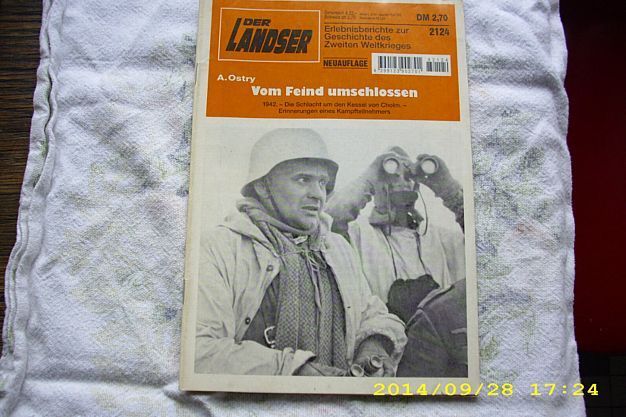 DER
LANDSER
DM 2,70
Erlebnisberichte zur
Geschichte des
Zweiten Weltkrieges
2124
NEUAUFLAGE
A. Ostry
Vom Feind umschlossen
1942. – Die Schlacht um den Kessel von Cholm. –
Erinnerungen eines Kampfteilnehmers.
2014/09/28 17:24